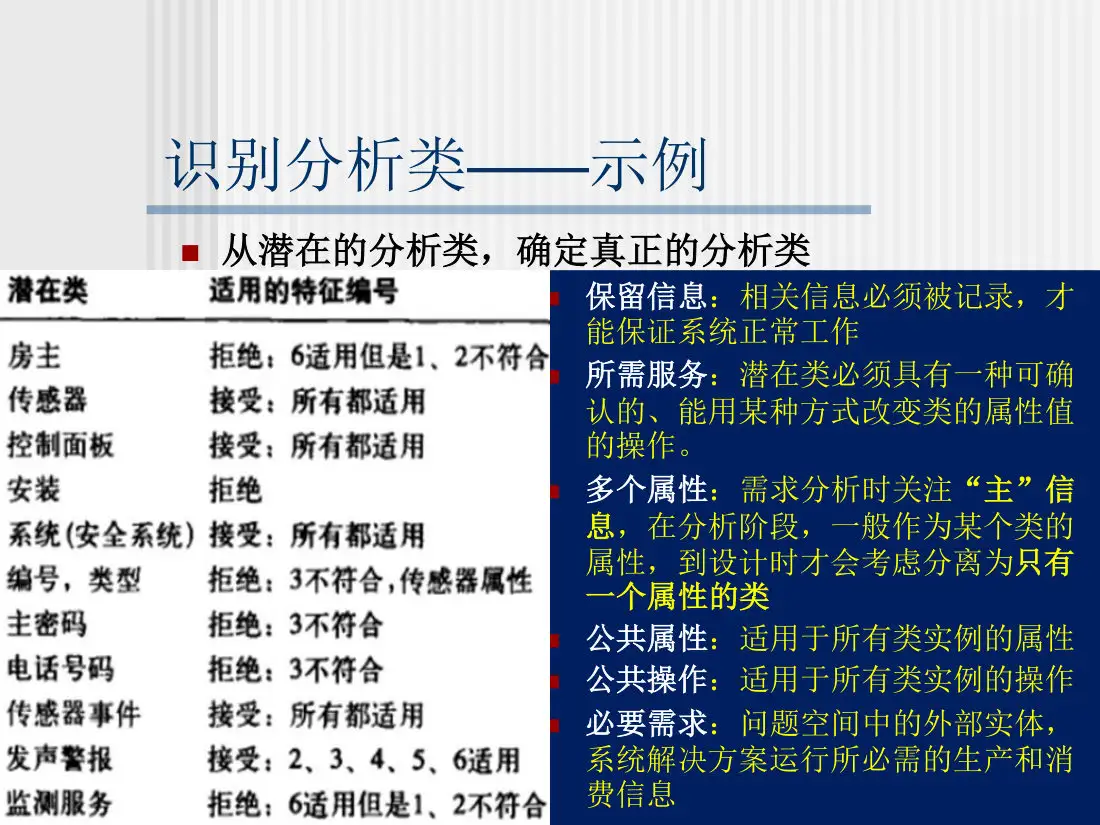 识别分析类——示例
从潜在的分析类，确定真正的分析类
潜在类 适用的特征编号
房主 拒绝：6适用但是1、2不符合
传感器 接受：所有都适用
控制面板 接受：所有都适用
安装 拒绝
系统(安全系统) 接受：所有都适用
编号，类型 拒绝：3不符合,传感器属性
主密码 拒绝：3不符合
电话号码 拒绝：3不符合
传感器事件 接受：所有都适用
发声警报 接受：2、3、4、5、6适用
监测服务 拒绝：6适用但是1、2不符合
保留信息：相关信息必须被记录，才
能保证系统正常工作
所需服务：潜在类必须具有一种可确
认的、能用某种方式改变类的属性值
的操作。
多个属性：需求分析时关注“主”信
息，在分析阶段，一般作为某个类的
属性，到设计时才会考虑分离为只有
一个属性的类
公共属性：适用于所有类实例的属性
公共操作：适用于所有类实例的操作
必要需求：问题空间中的外部实体，
系统解决方案运行所必需的生产和消
费信息